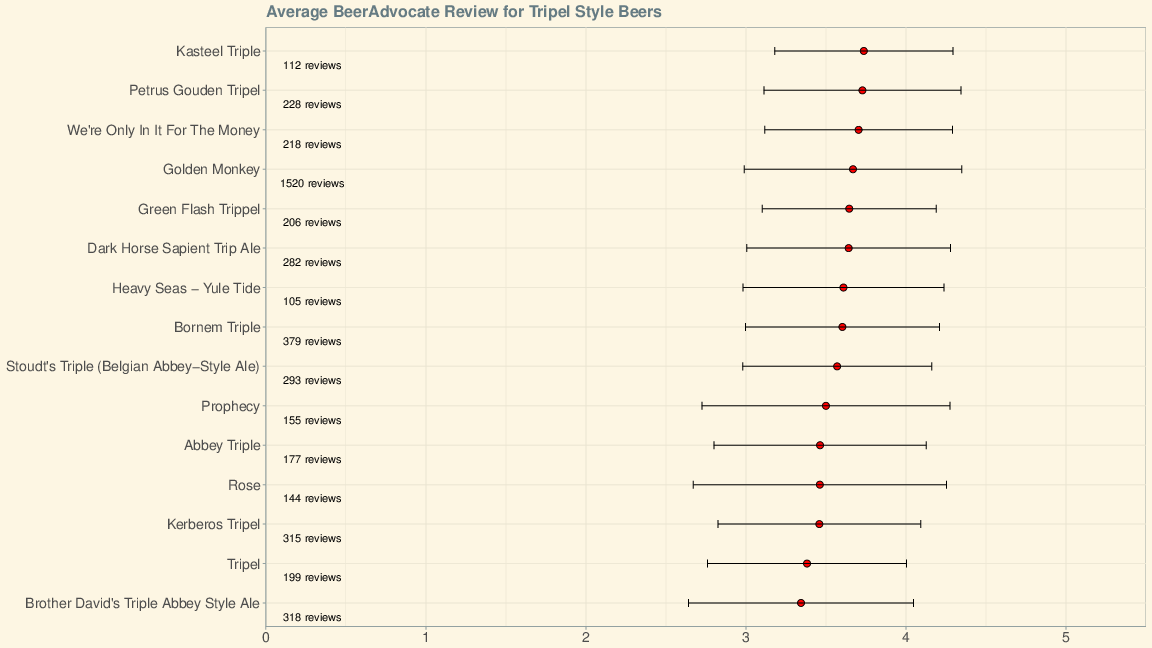 Average BeerAdvocate Review for Tripel Style Beers
Kasteel Triple
112 reviews
Petrus Gouden Tripel
228 reviews
We're Only In It For The Money
218 reviews
Golden Monkey
1520 reviews
Green Flash Trippel
206 reviews
Dark Horse Sapient Trip Ale
282 reviews
Heavy Seas – Yule Tide
105 reviews
Bornem Triple
379 reviews
Stoudt's Triple (Belgian Abbey–Style Ale)
293 reviews
Prophecy
155 reviews
Abbey Triple
177 reviews
Rose
144 reviews
Kerberos Tripel
315 reviews
Tripel
199 reviews
Brother David's Triple Abbey Style Ale
318 reviews
0 1 2 3 4 5